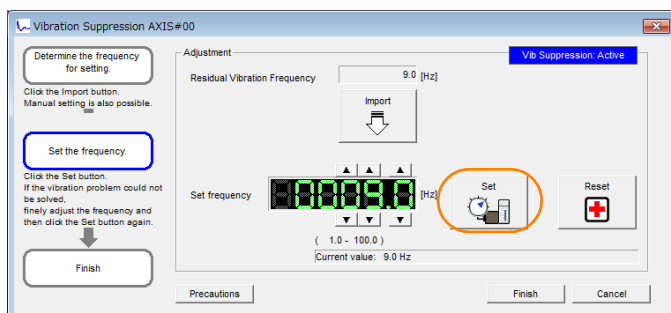 Vibration Suppression AXIS#00
Determine the frequency
for setting.
Click the Import button.
Manual setting is also possible.
Set the frequency.
Click the Set button.
If the vibration problem could not
be solved,
finely adjust the frequency and
then click the Set button again.
Finish
Adjustment
Vib Suppression: Active
Residual Vibration Frequency
9.0 [Hz]
Import
Set frequency
0009.0
[Hz]
Set
Reset
( 1.0 - 100.0 )
Current value: 9.0 Hz
Precautions
Finish
Cancel